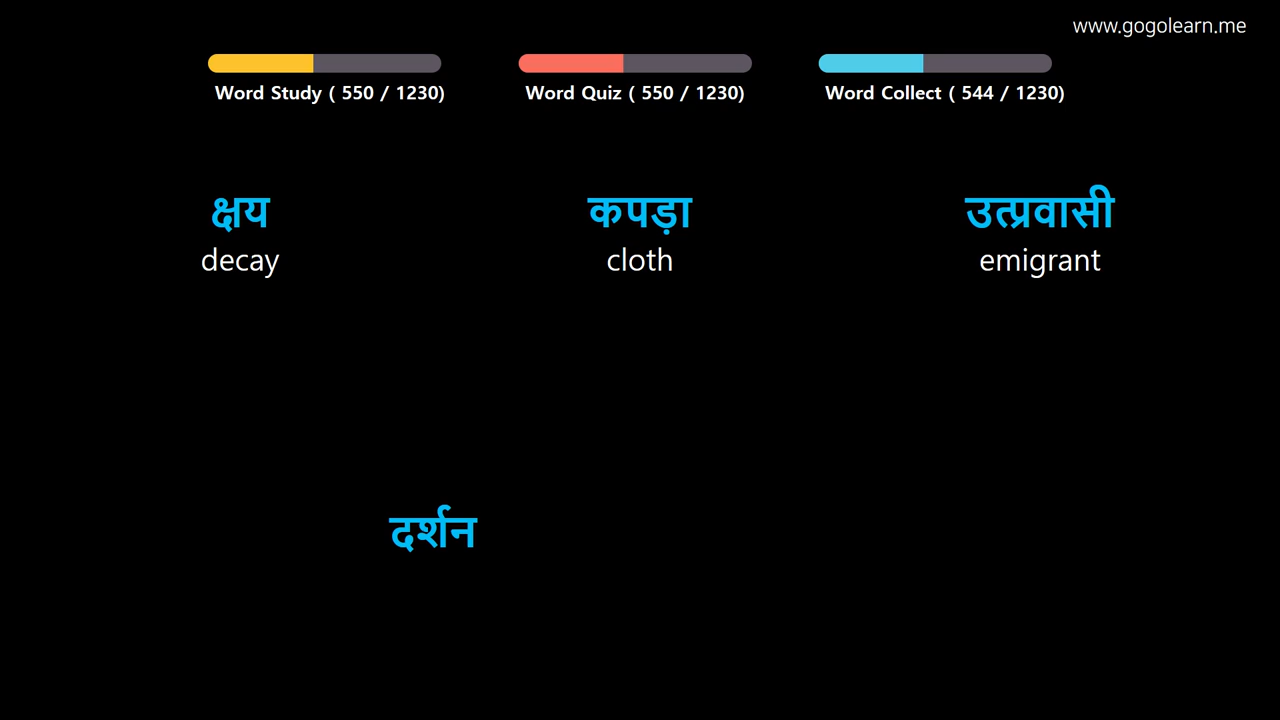 www.gogolearn.me
Word Study ( 550 / 1230)
Word Quiz ( 550 / 1230)
Word Collect ( 544 / 1230)
क्षय
decay
कपड़ा
cloth
उत्प्रवासी
emigrant
दर्शन